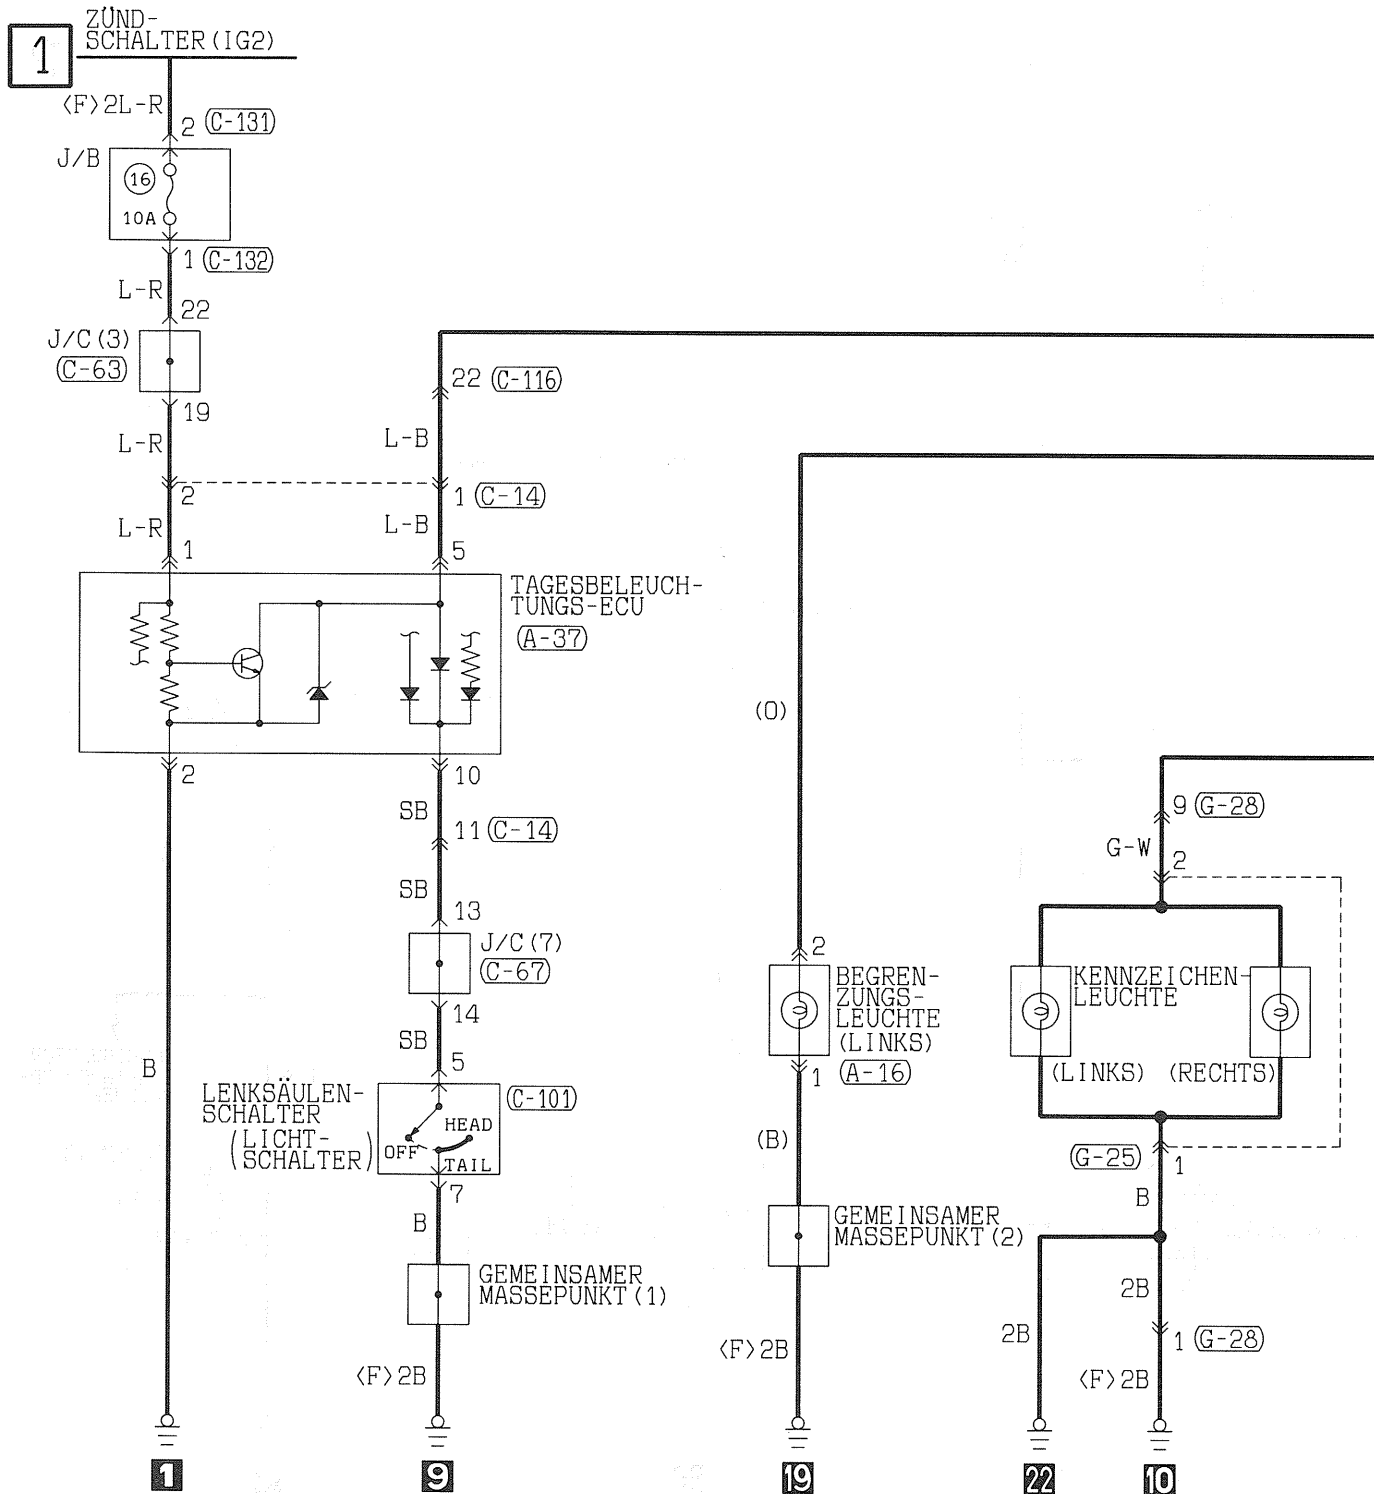 1
ZÜND-
SCHALTER(IG2)
<F>2L-R
2 (C-131)
J/B
16
10A
1 (C-132)
L-R
22
J/C(3)
(C-63)
19
22 (C-116)
L-R
L-B
2
1 (C-14)
L-R
L-B
1
5
TAGESBELEUCH-
TUNGS-ECU
(A-37)
(O)
2
10
SB
11 (C-14)
9 (G-28)
G-W
2
SB
13
J/C(7)
(C-67)
14
2
BEGREN-
ZUNGS-
LEUCHTE
(LINKS)
(A-16)
1
KENNZEICHEN-
LEUCHTE
(LINKS)
(RECHTS)
SB
5
B
LENKSÄULEN-
SCHALTER
(LICHT-
SCHALTER)
(C-101)
HEAD
OFF
TAIL
7
(B)
(G-25)
1
B
B
GEMEINSAMER
MASSEPUNKT(2)
GEMEINSAMER
MASSEPUNKT(1)
2B
2B
1 (G-28)
<F>2B
<F>2B
<F>2B
1
9
19
22
10